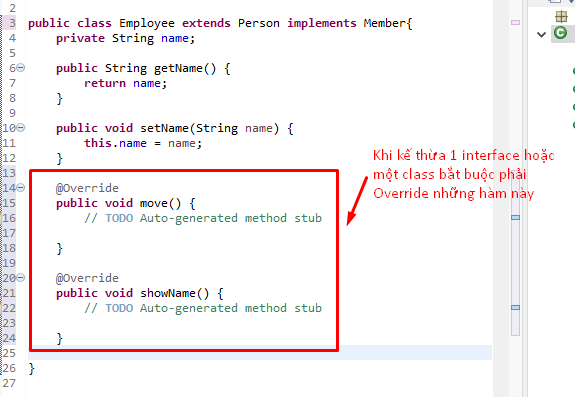 2
3 public class Employee extends Person implements Member{
4 private String name;
5
6 public String getName() {
7 return name;
8 }
9
10 public void setName(String name) {
11 this.name = name;
12 }
13
14 @Override
15 public void move() {
16 // TODO Auto-generated method stub
17
18 }
19
20 @Override
21 public void showName() {
22 // TODO Auto-generated method stub
23
24 }
25
26 }
27
Khi kế thừa 1 interface hoặc
một class bắt buộc phải
Override những hàm này
C